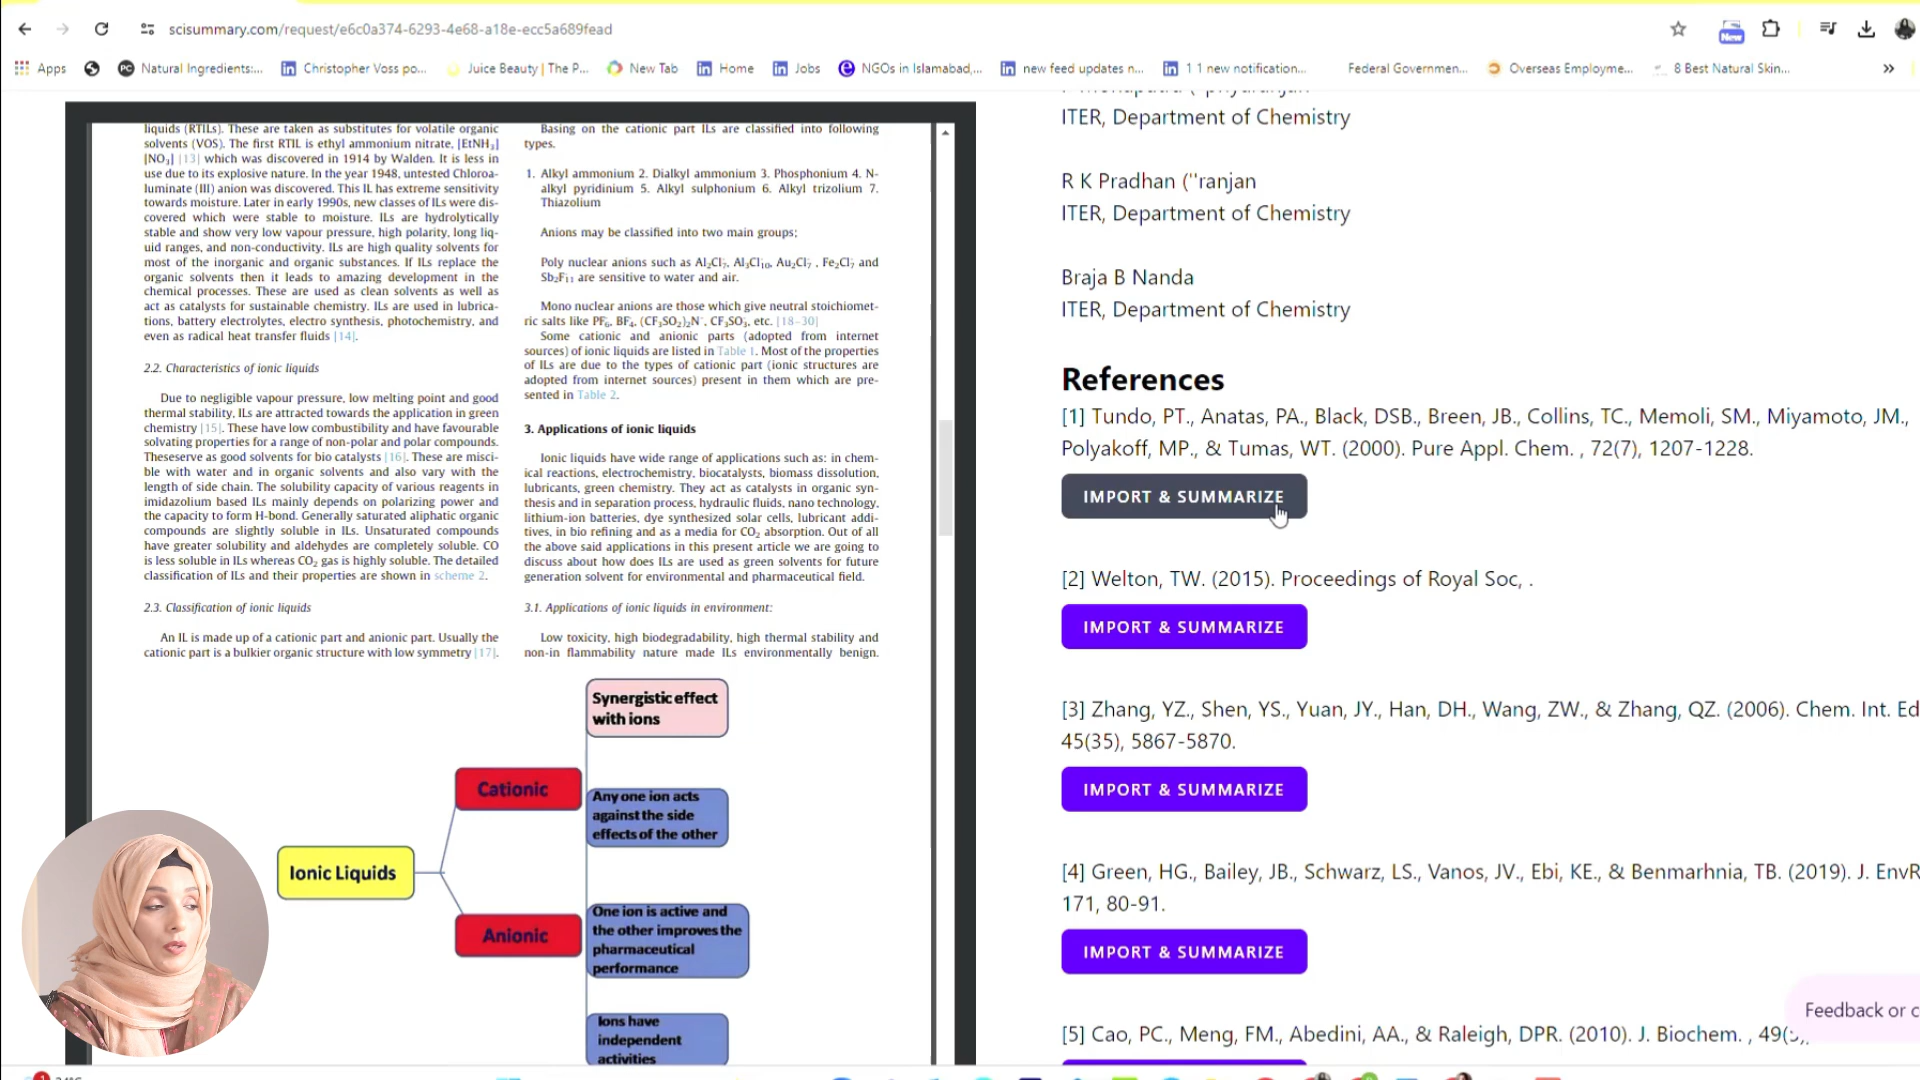 scisummary.com/request/e6c0a374-6293-4e68-a18e-ecc5a689fead
New
Apps
PC
Natural Ingredients:...
in
Christopher Voss po...
Juice Beauty | The P...
New Tab
in
Home
in
Jobs
NGOs in Islamabad,...
in
new feed updates n...
in
1 1 new notification...
Federal Governmen...
Overseas Employme...
8 Best Natural Skin...
»
liquids (RTILs). These are taken as substitutes for volatile organic
solvents (VOS). The first RTIL is ethyl ammonium nitrate, [EtNH₃]
[NO₃] [13] which was discovered in 1914 by Walden. It is less in
use due to its explosive nature. In the year 1948, untested Chloroa-
luminate (III) anion was discovered. This IL has extreme sensitivity
towards moisture. Later in early 1990s, new classes of ILs were dis-
covered which were stable to moisture. ILs are hydrolytically
stable and show very low vapour pressure, high polarity, long liq-
uid ranges, and non-conductivity. ILs are high quality solvents for
most of the inorganic and organic substances. If ILs replace the
organic solvents then it leads to amazing development in the
chemical processes. These are used as clean solvents as well as
act as catalysts for sustainable chemistry. ILs are used in lubrica-
tions, battery electrolytes, electro synthesis, photochemistry, and
even as radical heat transfer fluids [14].
2.2. Characteristics of ionic liquids
Due to negligible vapour pressure, low melting point and good
thermal stability, ILs are attracted towards the application in green
chemistry [15]. These have low combustibility and have favourable
solvating properties for a range of non-polar and polar compounds.
Theseserve as good solvents for bio catalysts [16]. These are misci-
ble with water and in organic solvents and also vary with the
length of side chain. The solubility capacity of various reagents in
imidazolium based ILs mainly depends on polarizing power and
the capacity to form H-bond. Generally saturated aliphatic organic
compounds are slightly soluble in ILs. Unsaturated compounds
have greater solubility and aldehydes are completely soluble. CO
is less soluble in ILs whereas CO₂ gas is highly soluble. The detailed
classification of ILs and their properties are shown in scheme 2.
2.3. Classification of ionic liquids
An IL is made up of a cationic part and anionic part. Usually the
cationic part is a bulkier organic structure with low symmetry [17].
Basing on the cationic part ILs are classified into following
types.
1. Alkyl ammonium 2. Dialkyl ammonium 3. Phosphonium 4. N-
alkyl pyridinium 5. Alkyl sulphonium 6. Alkyl trizolium 7.
Thiazolium
Anions may be classified into two main groups;
Poly nuclear anions such as Al₂Cl₇⁻, Al₃Cl₁₀⁻, Au₂Cl₇⁻, Fe₂Cl₇⁻ and
Sb₂F₁₁⁻ are sensitive to water and air.
Mono nuclear anions are those which give neutral stoichiomet-
ric salts like PF₆⁻, BF₄⁻, (CF₃SO₂)₂N⁻, CF₃SO₃⁻, etc. [18–30]
Some cationic and anionic parts (adopted from internet
sources) of ionic liquids are listed in Table 1. Most of the properties
of ILs are due to the types of cationic part (ionic structures are
adopted from internet sources) present in them which are pre-
sented in Table 2.
3. Applications of ionic liquids
Ionic liquids have wide range of applications such as: in chem-
ical reactions, electrochemistry, biocatalysts, biomass dissolution,
lubricants, green chemistry. They act as catalysts in organic syn-
thesis and in separation process, hydraulic fluids, nano technology,
lithium-ion batteries, dye synthesized solar cells, lubricant addi-
tives, in bio refining and as a media for CO₂ absorption. Out of all
the above said applications in this present article we are going to
discuss about how does ILs are used as green solvents for future
generation solvent for environmental and pharmaceutical field.
3.1. Applications of ionic liquids in environment:
Low toxicity, high biodegradability, high thermal stability and
non-in flammability nature made ILs environmentally benign.
Ionic Liquids
Cationic
Anionic
Synergistic effect
with ions
Any one ion acts
against the side
effects of the other
One ion is active and
the other improves the
pharmaceutical
performance
Ions have
independent
activities
ITER, Department of Chemistry
R K Pradhan (''ranjan
ITER, Department of Chemistry
Braja B Nanda
ITER, Department of Chemistry
References
[1] Tundo, PT., Anatas, PA., Black, DSB., Breen, JB., Collins, TC., Memoli, SM., Miyamoto, JM.,
Polyakoff, MP., & Tumas, WT. (2000). Pure Appl. Chem. , 72(7), 1207-1228.
IMPORT & SUMMARIZE
[2] Welton, TW. (2015). Proceedings of Royal Soc, .
IMPORT & SUMMARIZE
[3] Zhang, YZ., Shen, YS., Yuan, JY., Han, DH., Wang, ZW., & Zhang, QZ. (2006). Chem. Int. Ed
45(35), 5867-5870.
IMPORT & SUMMARIZE
[4] Green, HG., Bailey, JB., Schwarz, LS., Vanos, JV., Ebi, KE., & Benmarhnia, TB. (2019). J. EnvR
171, 80-91.
IMPORT & SUMMARIZE
[5] Cao, PC., Meng, FM., Abedini, AA., & Raleigh, DPR. (2010). J. Biochem. , 49(
Feedback or c